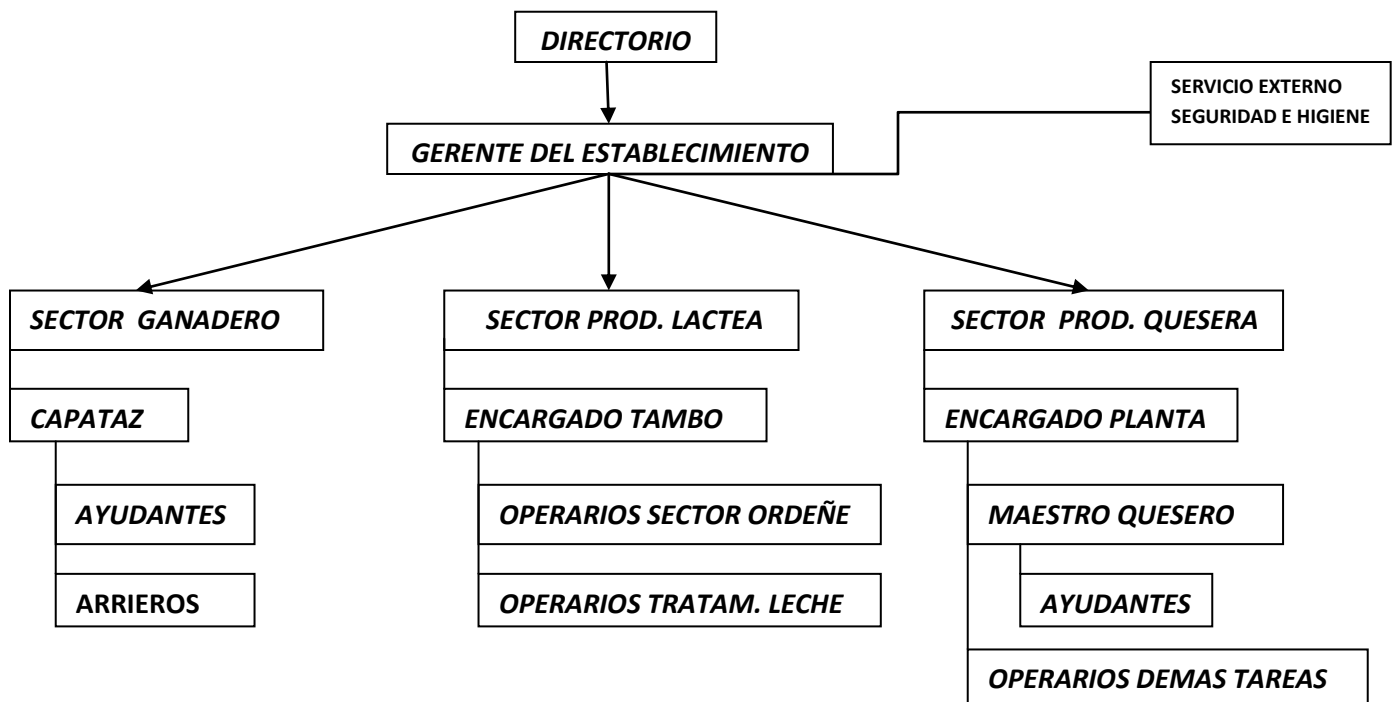 DIRECTORIO
SERVICIO EXTERNO
SEGURIDAD E HIGIENE
GERENTE DEL ESTABLECIMIENTO
SECTOR GANADERO
SECTOR PROD. LACTEA
SECTOR PROD. QUESERA
CAPATAZ
ENCARGADO TAMBO
ENCARGADO PLANTA
AYUDANTES
OPERARIOS SECTOR ORDEÑE
MAESTRO QUESERO
ARRIEROS
OPERARIOS TRATAM. LECHE
AYUDANTES
OPERARIOS DEMAS TAREAS